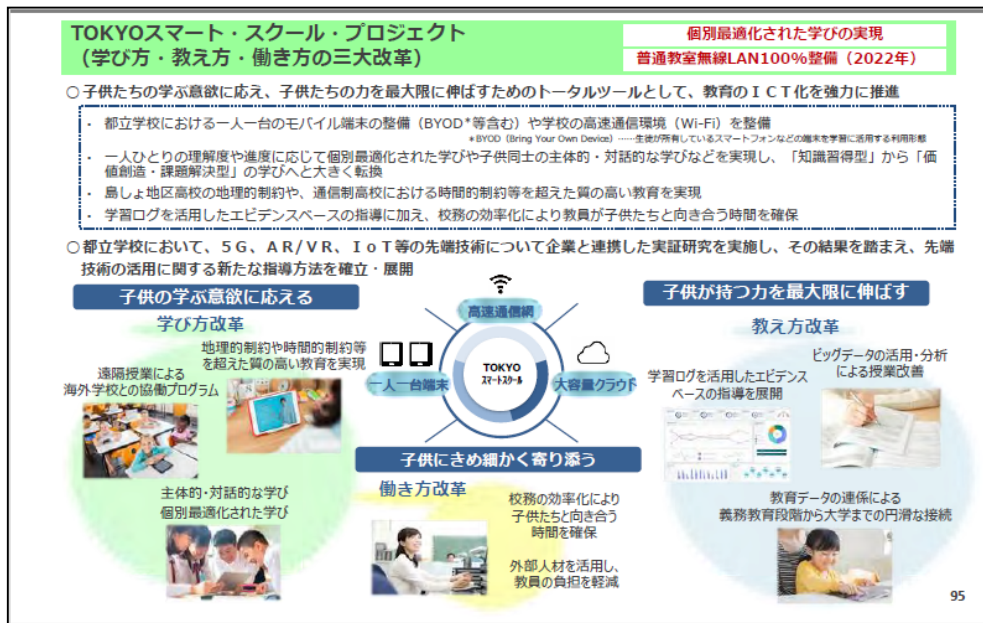 TOKYOスマート・スクール・プロジェクト
（学び方・教え方・働き方の三大改革）
個別最適化された学びの実現
普通教室無線LAN100%整備（2022年）
○ 子供たちの学ぶ意欲に応え、子供たちの力を最大限に伸ばすためのトータルツールとして、教育のＩＣＴ化を強力に推進
・ 都立学校における一人一台のモバイル端末の整備（BYOD*等含む）や学校の高速通信環境（Wi-Fi）を整備
*BYOD（Bring Your Own Device）……生徒が所有しているスマートフォンなどの端末を学習に活用する利用形態
・ 一人ひとりの理解度や進度に応じて個別最適化された学びや子供同士の主体的・対話的な学びなどを実現し、「知識習得型」から「価
値創造・課題解決型」の学びへと大きく転換
・ 島しょ地区高校の地理的制約や、通信制高校における時間的制約等を超えた質の高い教育を実現
・ 学習ログを活用したエビデンスベースの指導に加え、校務の効率化により教員が子供たちと向き合う時間を確保
○ 都立学校において、５Ｇ、ＡＲ/ＶＲ、ＩｏＴ等の先端技術について企業と連携した実証研究を実施し、その結果を踏まえ、先端
技術の活用に関する新たな指導方法を確立・展開
子供の学ぶ意欲に応える
学び方改革
地理的制約や時間的制約等
を超えた質の高い教育を実現
遠隔授業による
海外学校との協働プログラム
主体的・対話的な学び
個別最適化された学び
高速通信網
一人一台端末
TOKYO
スマートスクール
大容量クラウド
子供にきめ細かく寄り添う
働き方改革
校務の効率化により
子供たちと向き合う
時間を確保
外部人材を活用し、
教員の負担を軽減
子供が持つ力を最大限に伸ばす
教え方改革
ビッグデータの活用・分析
による授業改善
学習ログを活用したエビデンス
ベースの指導を展開
教育データの連係による
義務教育段階から大学までの円滑な接続
95